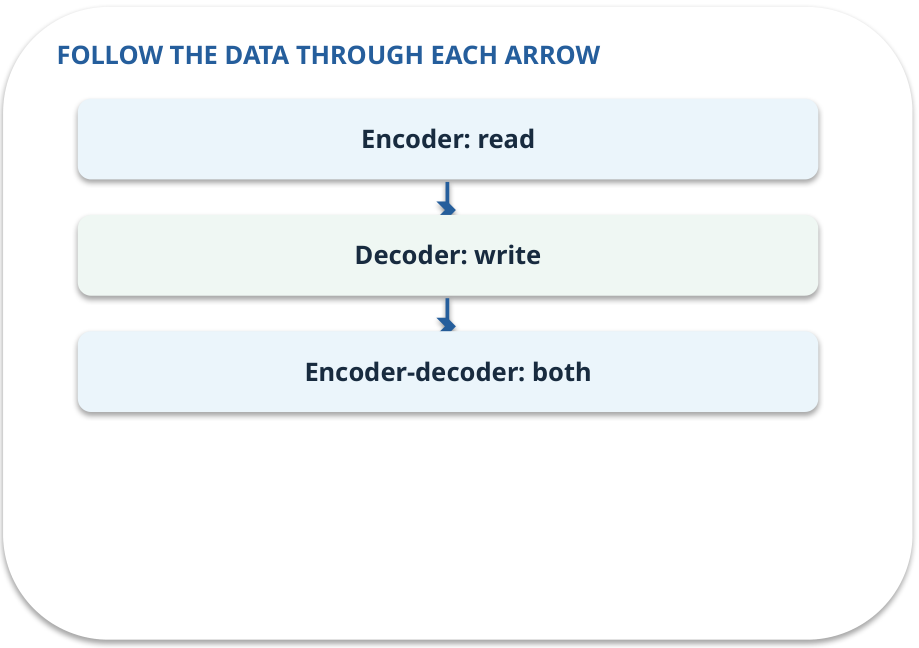 FOLLOW THE DATA THROUGH EACH ARROW
Encoder: read
Decoder: write
Encoder-decoder: both